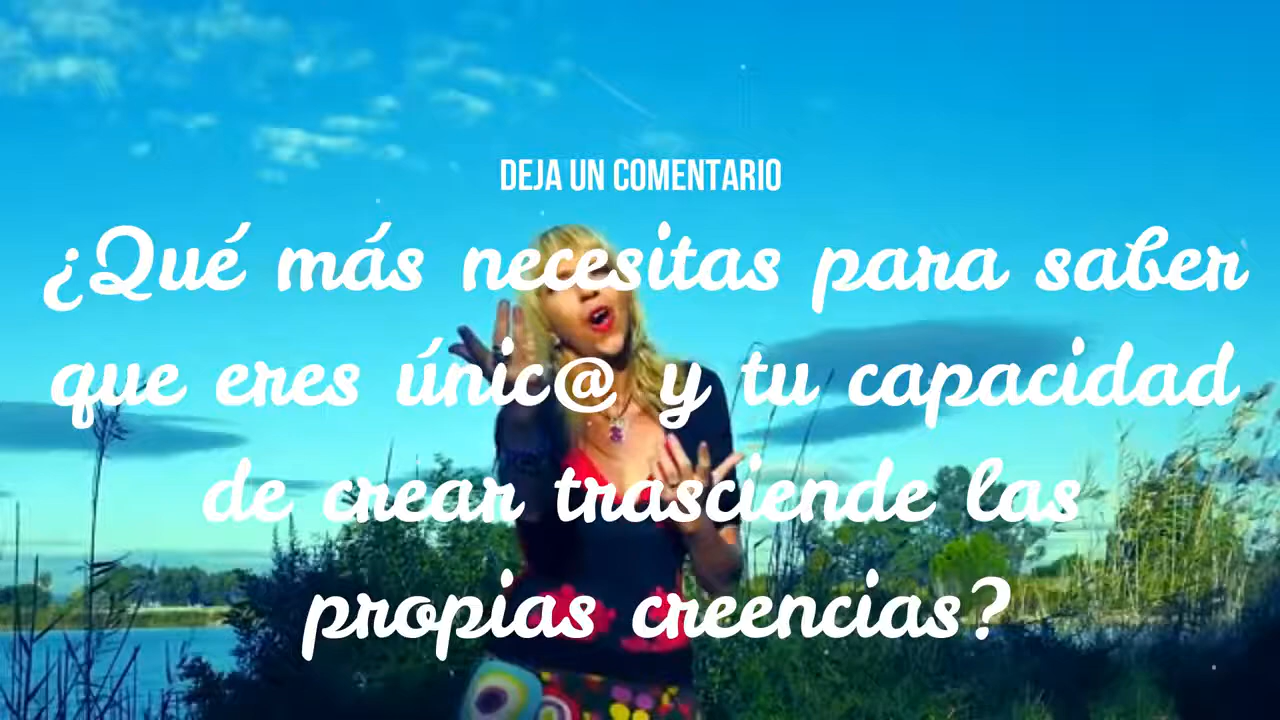 DEJA UN COMENTARIO
¿Qué más necesitas para saber
que eres únic@ y tu capacidad
de crear trasciende las
propias creencias?